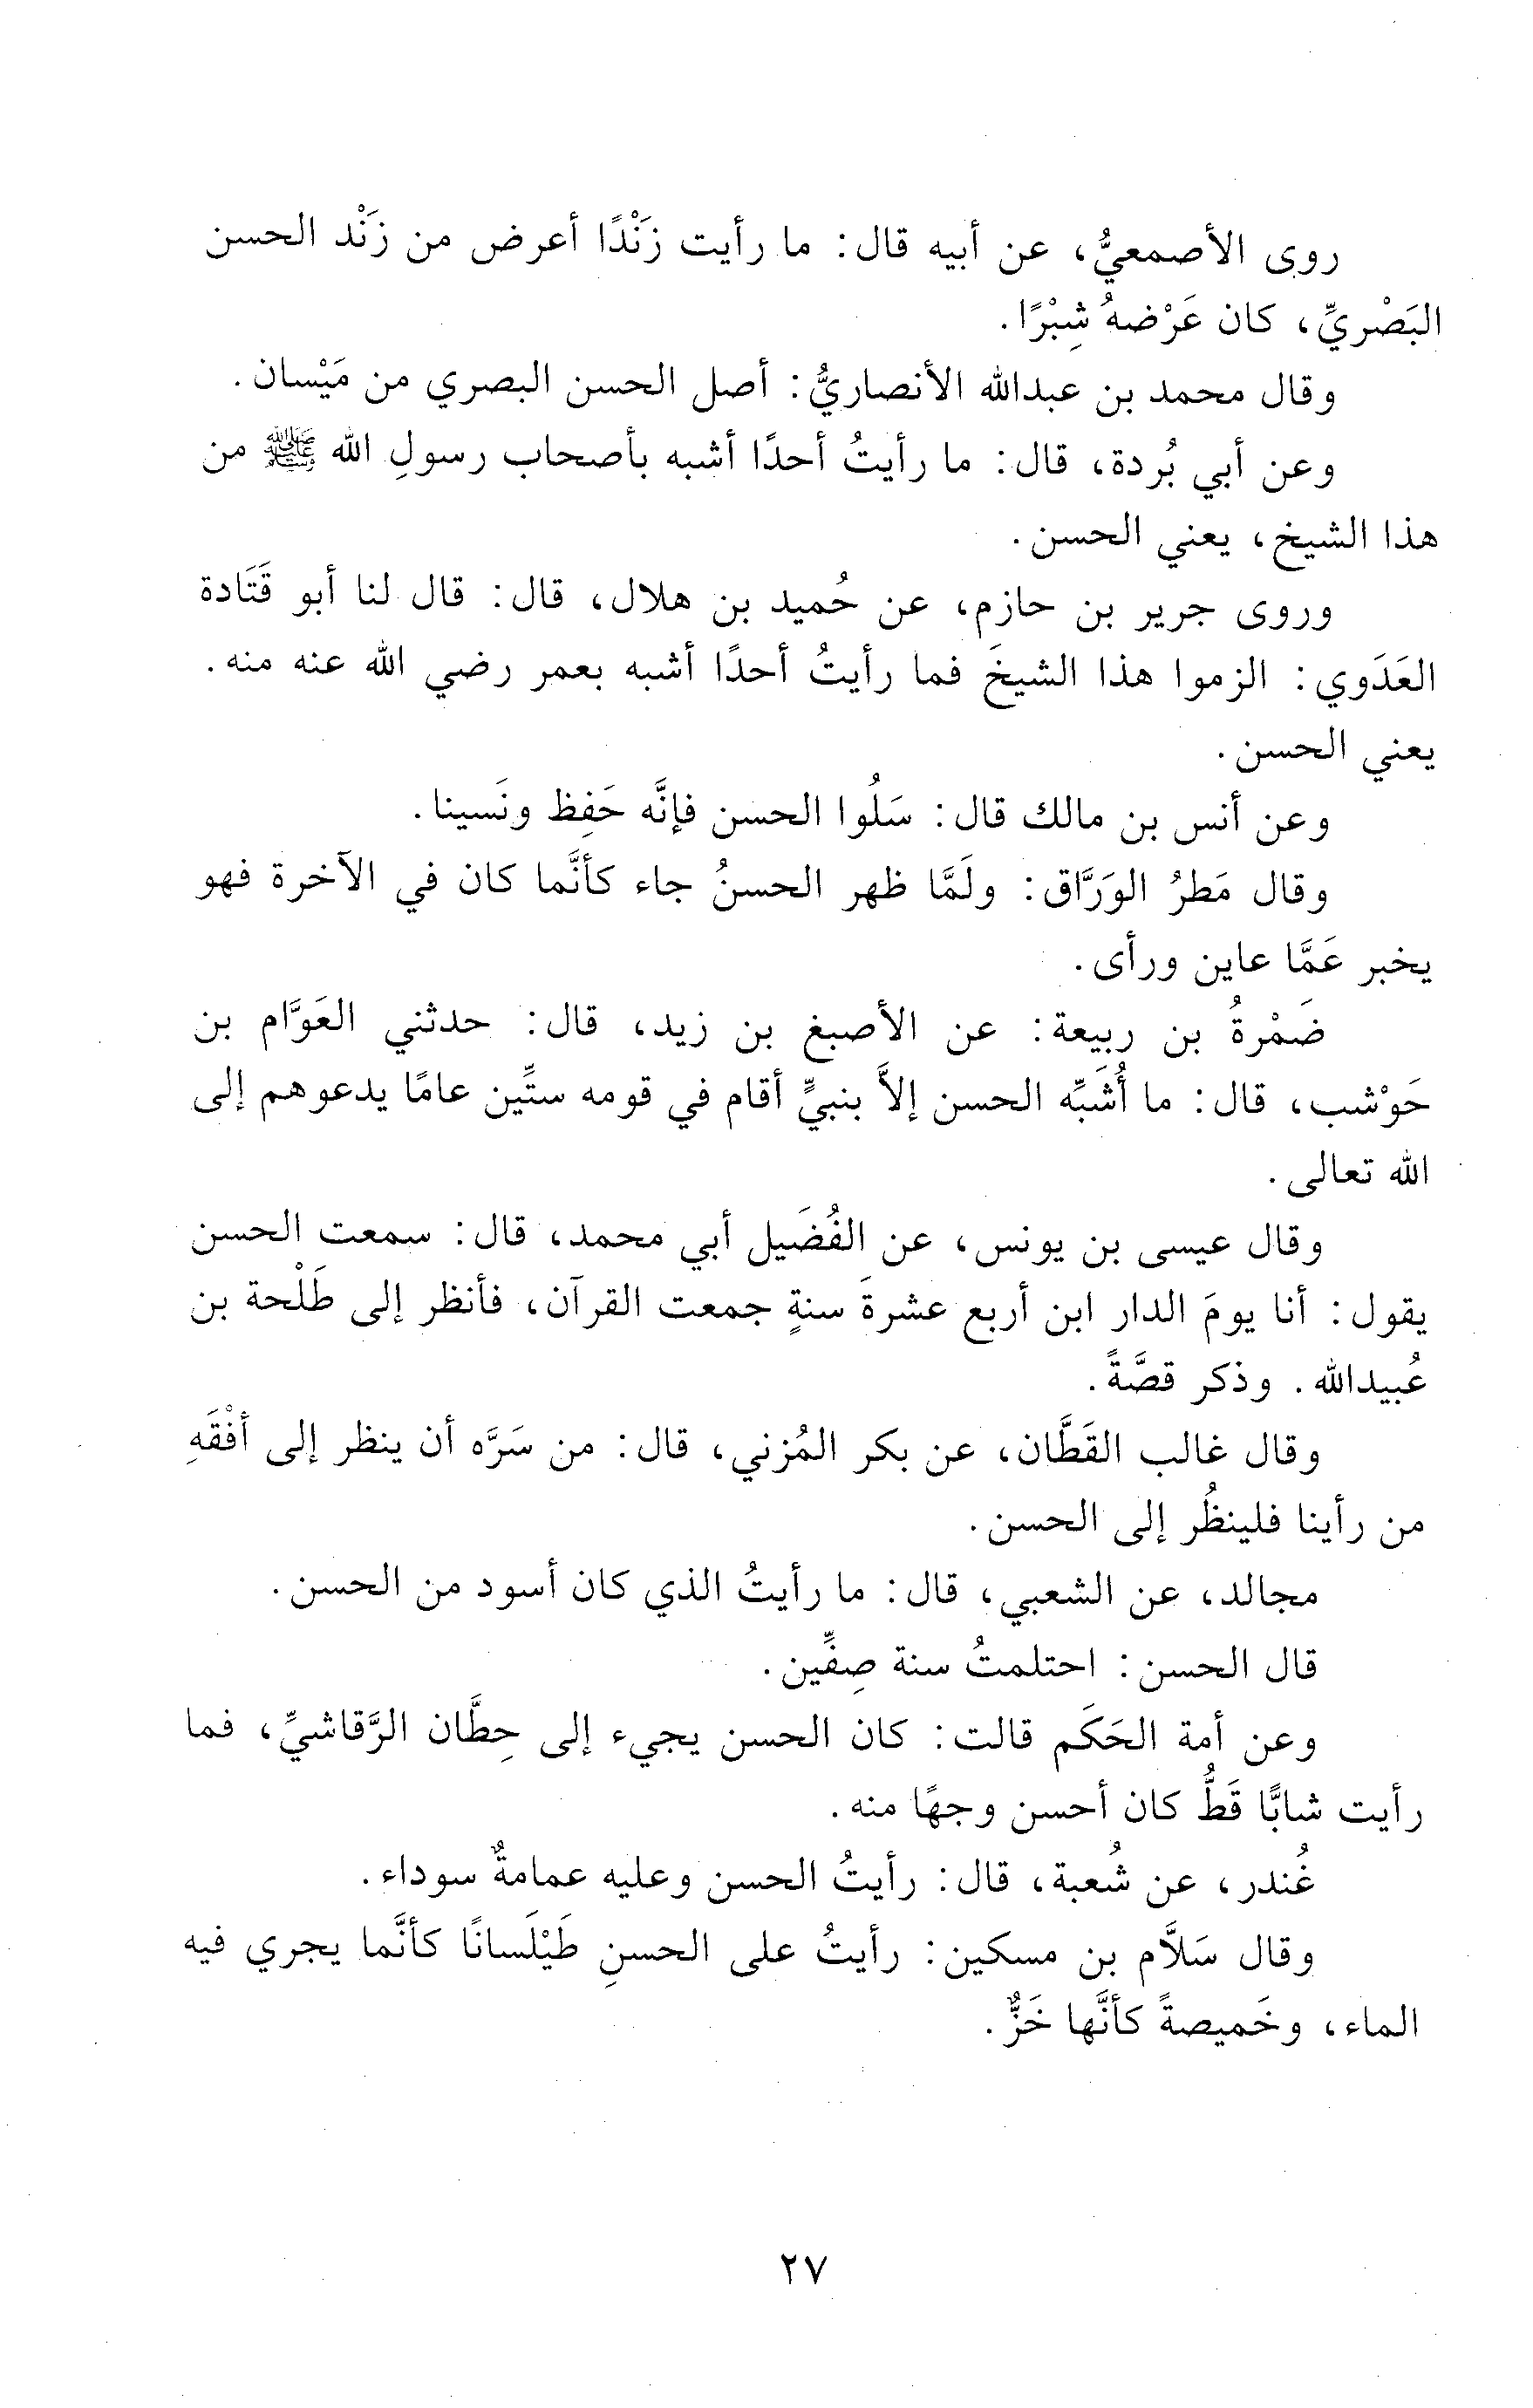 روى الأصمعيُّ، عن أبيه قال: ما رأيت زَنْدًا أعرض من زَنْد الحسن
البَصْريِّ، كان عَرْضهُ شِبْرًا.
وقال محمد بن عبدالله الأنصاريُّ: أصل الحسن البصري من مَيْسان.
وعن أبي بُردة، قال: ما رأيتُ أحدًا أشبه بأصحاب رسولِ الله ﷺ من
هذا الشيخ، يعني الحسن.
وروى جرير بن حازم، عن حُميد بن هلال، قال: قال لنا أبو قَتَادة
العَدَوي: الزموا هذا الشيخَ فما رأيتُ أحدًا أشبه بعمر رضي الله عنه منه.
يعني الحسن.
وعن أنس بن مالك قال: سَلُوا الحسن فإنَّه حَفِظ ونَسينا.
وقال مَطرُ الوَرَّاق: ولَمَّا ظهر الحسنُ جاء كأنَّما كان في الآخرة فهو
يخبر عَمَّا عاين ورأى.
ضَمْرةُ بن ربيعة: عن الأصبغ بن زيد، قال: حدثني العَوَّام بن
حَوْشب، قال: ما أُشَبِّه الحسن إلاَّ بنبيٍّ أقام في قومه ستِّين عامًا يدعوهم إلى
الله تعالى.
وقال عيسى بن يونس، عن الفُضَيل أبي محمد، قال: سمعت الحسن
يقول: أنا يومَ الدار ابن أربع عشرةَ سنةٍ جمعت القرآن، فأنظر إلى طَلْحة بن
عُبيدالله. وذكر قصَّةً.
وقال غالب القَطَّان، عن بكر المُزني، قال: من سَرَّه أن ينظر إلى أفْقَهِ
من رأينا فلينظُر إلى الحسن.
مجالد، عن الشعبي، قال: ما رأيتُ الذي كان أسود من الحسن.
قال الحسن: احتلمتُ سنة صِفِّين.
وعن أمة الحَكَم قالت: كان الحسن يجيء إلى حِطَّان الرَّقاشيِّ، فما
رأيت شابًّا قَطُّ كان أحسن وجهًا منه.
غُندر، عن شُعبة، قال: رأيتُ الحسن وعليه عمامةٌ سوداء.
وقال سَلاَّم بن مسكين: رأيتُ على الحسنِ طَيْلَسانًا كأنَّما يجري فيه
الماء، وخَميصةً كأنَّها خَزٌّ.
٢٧